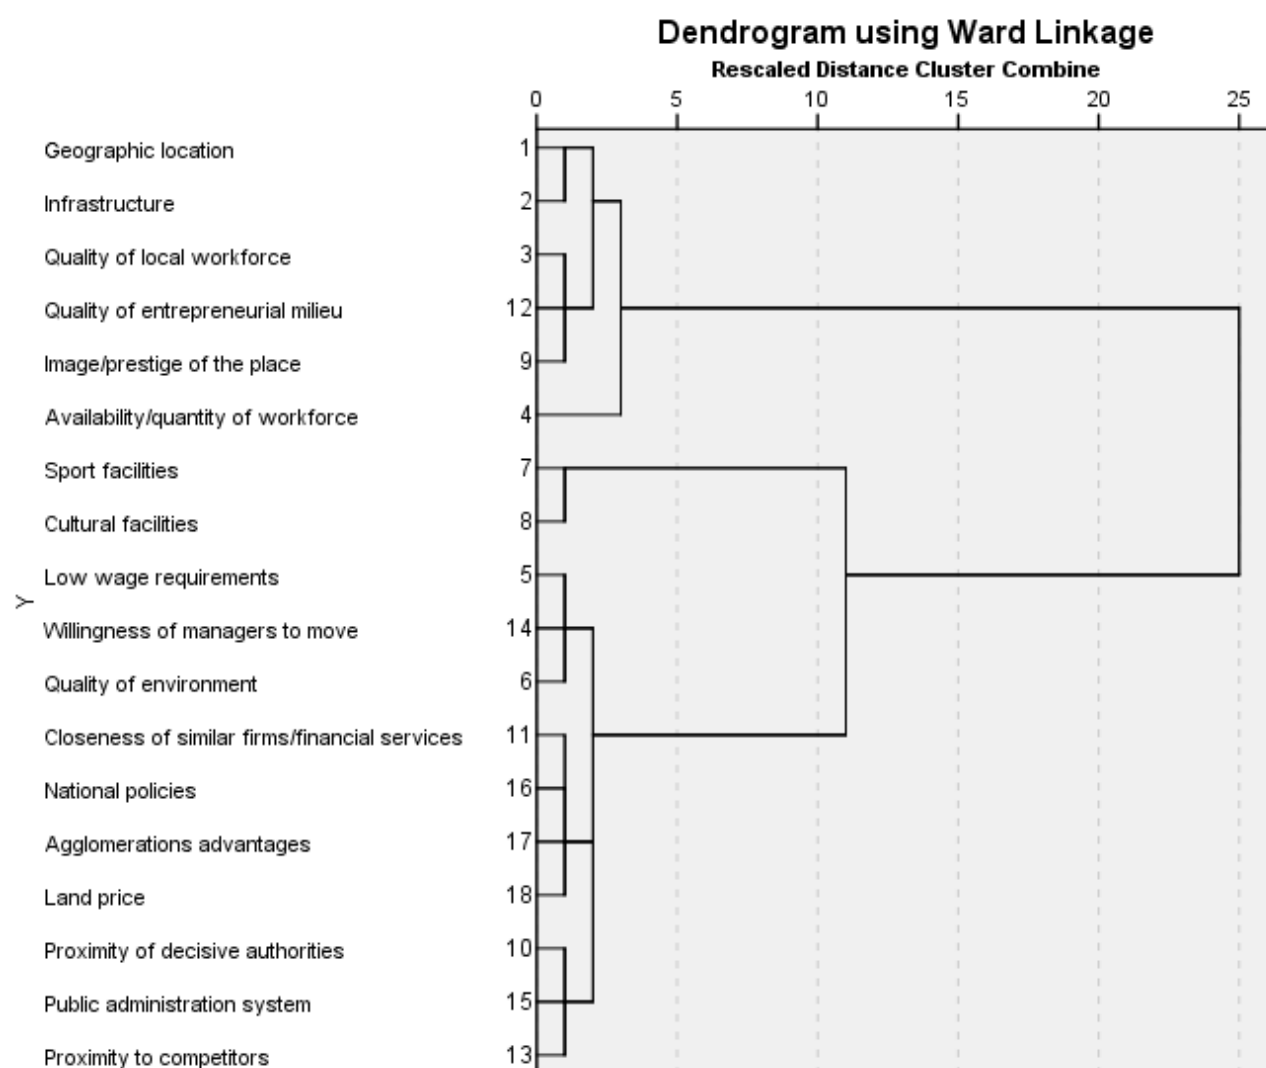 Dendrogram using Ward Linkage
Rescaled Distance Cluster Combine
0 5 10 15 20 25
Geographic location 1
Infrastructure 2
Quality of local workforce 3
Quality of entrepreneurial milieu 12
Image/prestige of the place 9
Availability/quantity of workforce 4
Sport facilities 7
Cultural facilities 8
Low wage requirements 5
Y
Willingness of managers to move 14
Quality of environment 6
Closeness of similar firms/financial services 11
National policies 16
Agglomerations advantages 17
Land price 18
Proximity of decisive authorities 10
Public administration system 15
Proximity to competitors 13